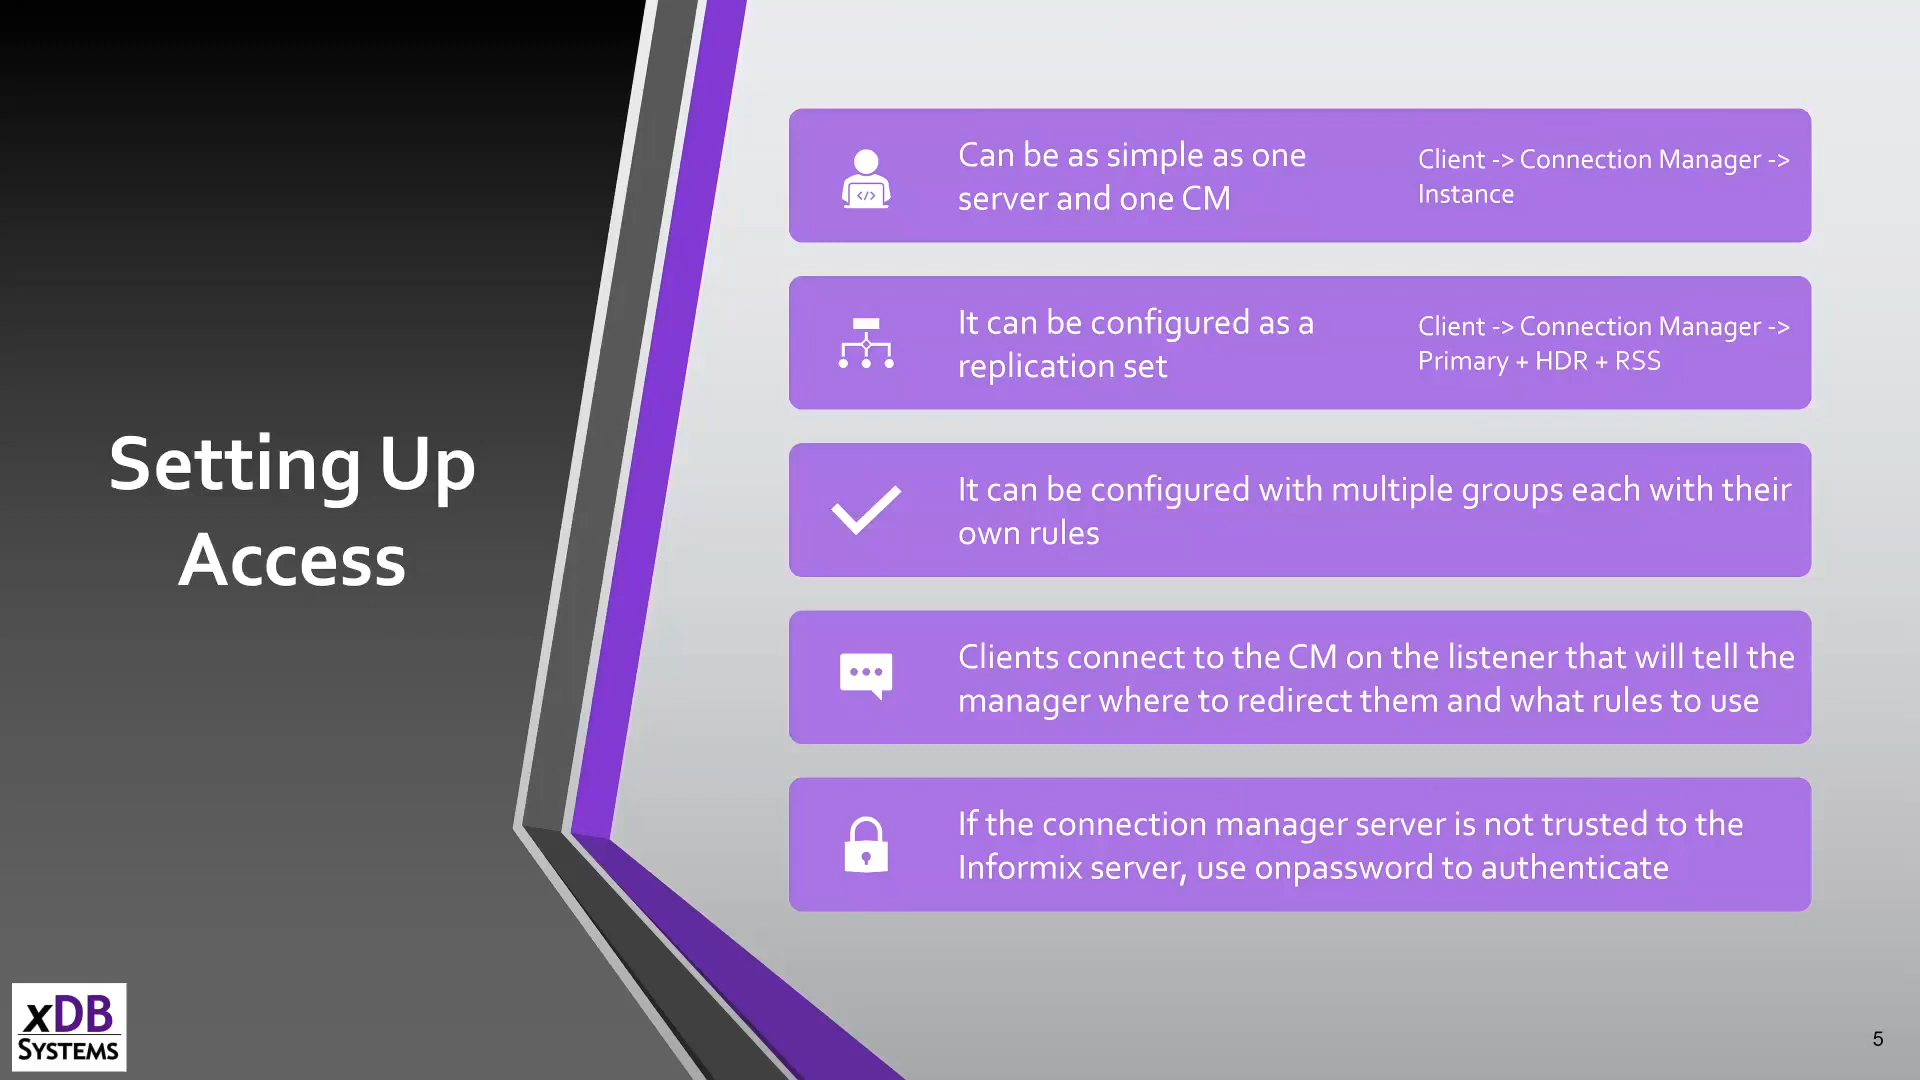 Setting Up
Access
Can be as simple as one
server and one CM
Client -> Connection Manager ->
Instance
It can be configured as a
replication set
Client -> Connection Manager ->
Primary + HDR + RSS
It can be configured with multiple groups each with their
own rules
Clients connect to the CM on the listener that will tell the
manager where to redirect them and what rules to use
If the connection manager server is not trusted to the
Informix server, use onpassword to authenticate
xDB
SYSTEMS
5